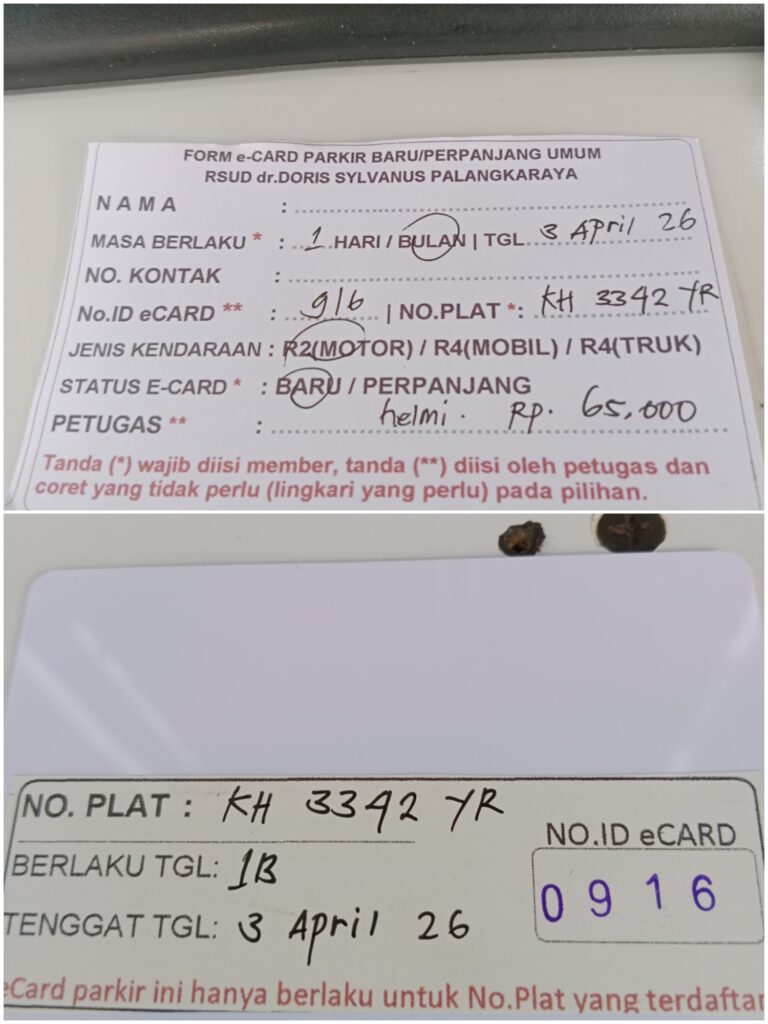 FORM e-CARD PARKIR BARU/PERPANJANG UMUM
RSUD dr.DORIS SYLVANUS PALANGKARAYA
N A M A :
MASA BERLAKU * : 1 HARI / BULAN | TGL 3 April 26
NO. KONTAK :
No.ID eCARD ** : 916 | NO.PLAT *: KH 3342 YR
JENIS KENDARAAN : R2(MOTOR) / R4(MOBIL) / R4(TRUK)
STATUS E-CARD * : BARU / PERPANJANG
PETUGAS ** : helmi. Rp. 65.000
Tanda (*) wajib diisi member, tanda (**) diisi oleh petugas dan
coret yang tidak perlu (lingkari yang perlu) pada pilihan.
NO. PLAT : KH 3342 YR
NO.ID eCARD
BERLAKU TGL: 1B
0916
TENGGAT TGL: 3 April 26
eCard parkir ini hanya berlaku untuk No.Plat yang terdaftar